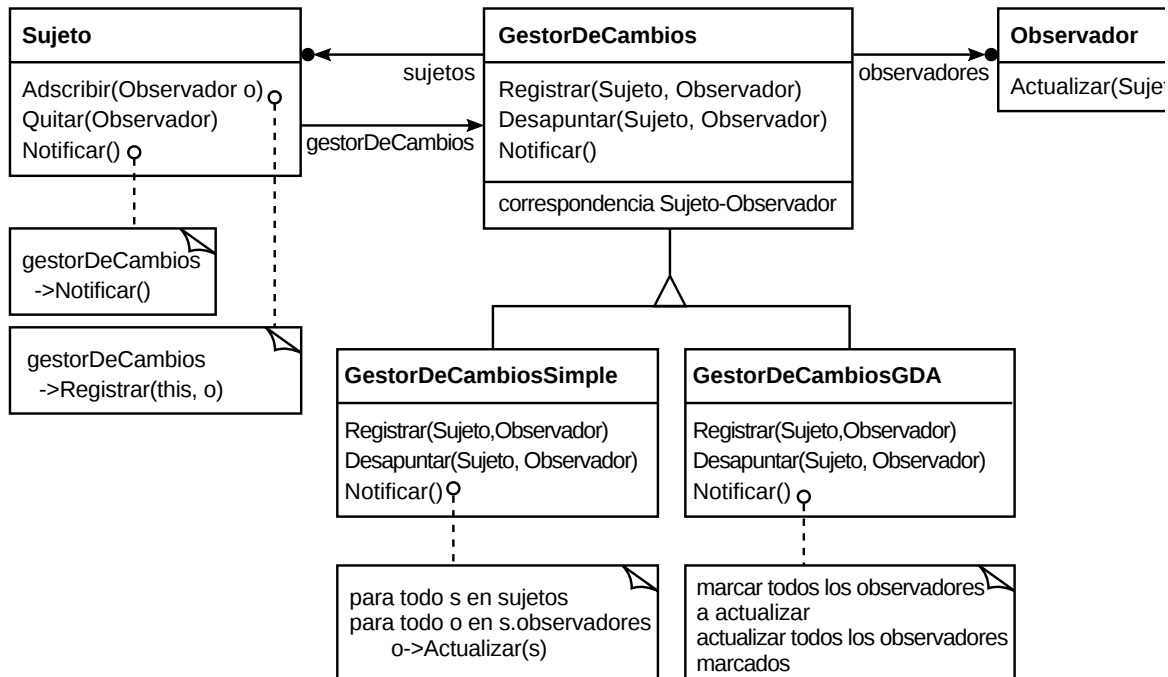 Sujeto
Adscribir(Observador o)
Quitar(Observador)
Notificar()
sujetos
gestorDeCambios
GestorDeCambios
Registrar(Sujeto, Observador)
Desapuntar(Sujeto, Observador)
Notificar()
correspondencia Sujeto-Observador
observadores
Observador
Actualizar(Sujet
gestorDeCambios
->Notificar()
gestorDeCambios
->Registrar(this, o)
GestorDeCambiosSimple
Registrar(Sujeto,Observador)
Desapuntar(Sujeto, Observador)
Notificar()
GestorDeCambiosGDA
Registrar(Sujeto,Observador)
Desapuntar(Sujeto, Observador)
Notificar()
para todo s en sujetos
para todo o en s.observadores
o->Actualizar(s)
marcar todos los observadores
a actualizar
actualizar todos los observadores
marcados